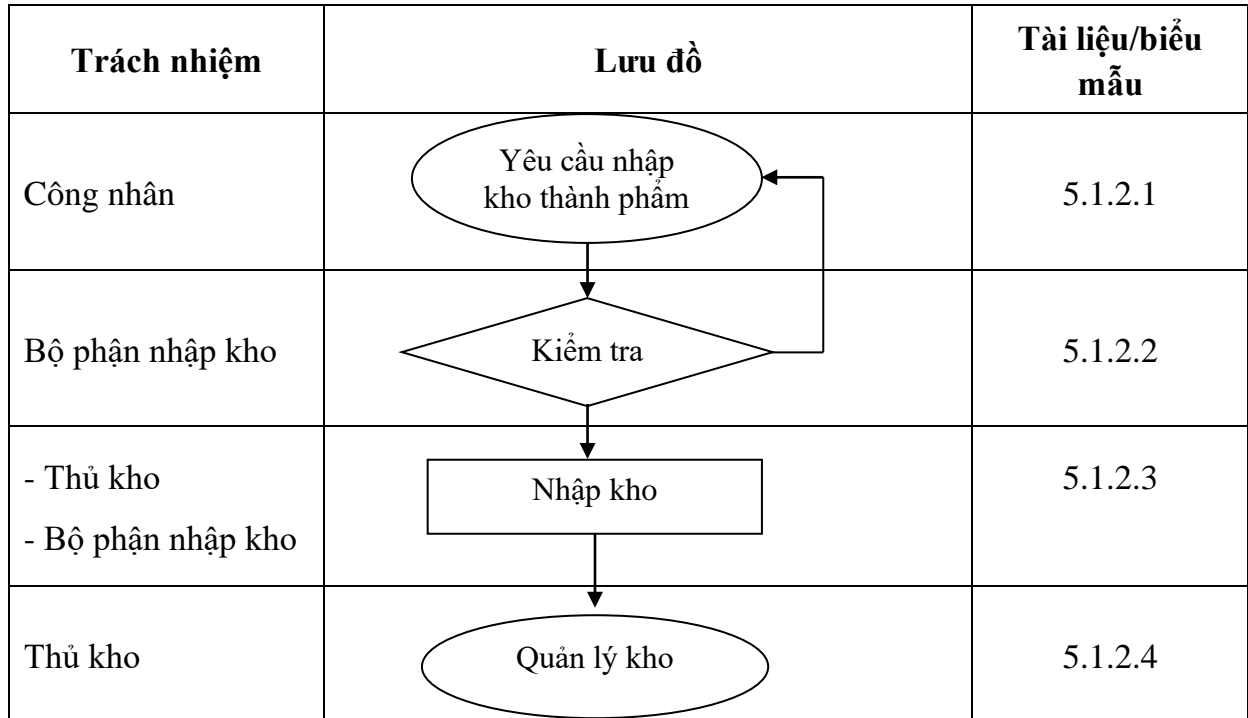 Trách nhiệm
Lưu đồ
Tài liệu/biểu
mẫu
Công nhân
Yêu cầu nhập
kho thành phẩm
5.1.2.1
Bộ phận nhập kho
Kiểm tra
5.1.2.2
- Thủ kho
- Bộ phận nhập kho
Nhập kho
5.1.2.3
Thủ kho
Quản lý kho
5.1.2.4